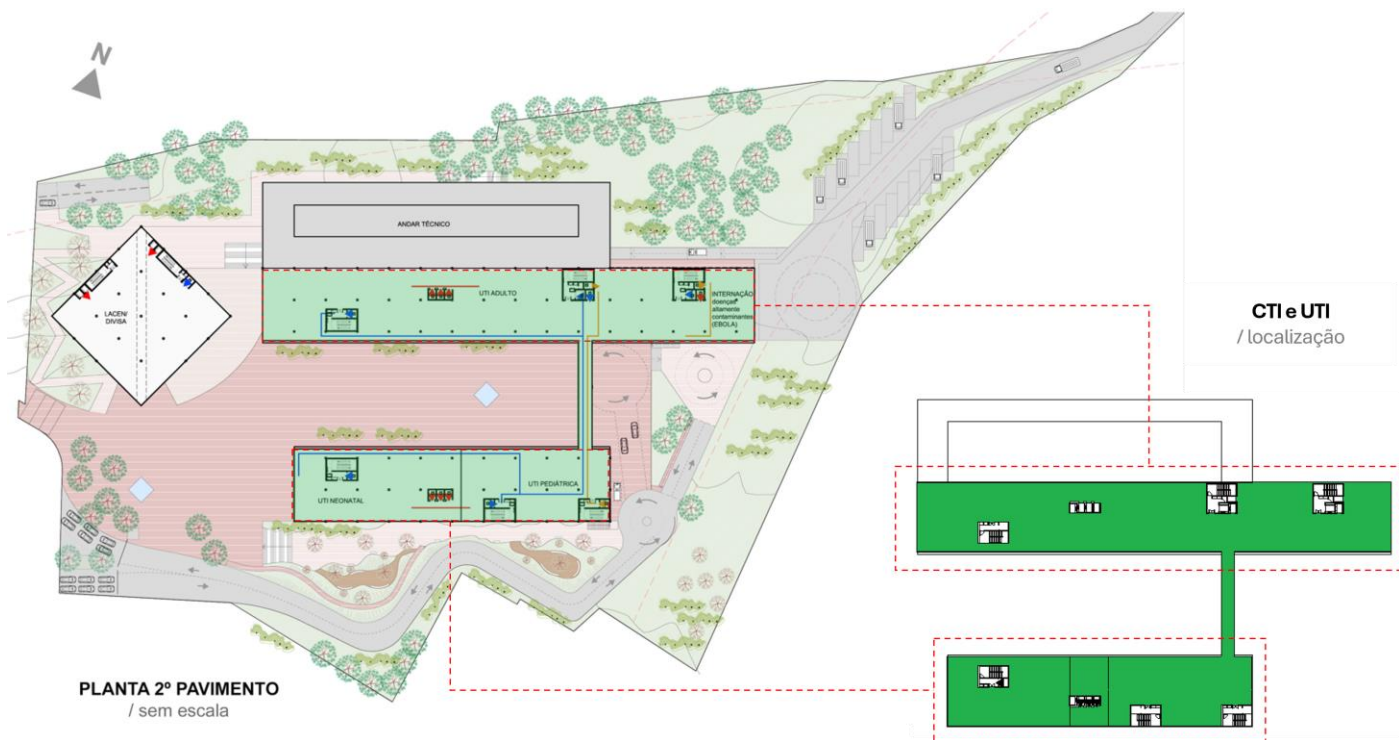 N
ANDAR TÉCNICO
UTI ADULTO
INTERNAÇÃO
doenças
altamente
contaminantes
(EBOLA)
LACEN/
DIVISA
CTI e UTI
/ localização
UTI NEONATAL
UTI PEDIÁTRICA
PLANTA 2º PAVIMENTO
/ sem escala